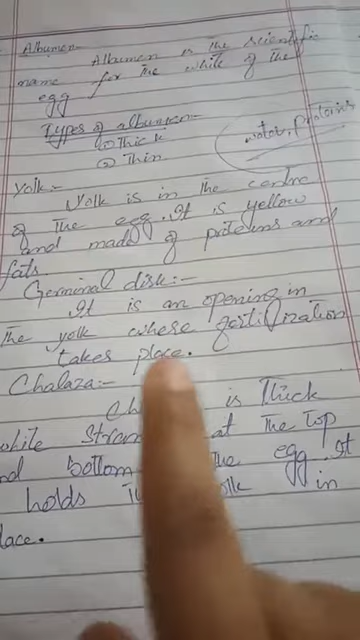 Albumen- Albumen is the scientific
name for the white of the
egg
Types of albumen-
① Thick
② Thin
water, proteins
Yolk:- Yolk is in the centre
of the egg. It is yellow
and made of proteins and
fats.
Germinal disk:-
It is an opening in
the yolk where fertilization
takes place.
Chalaza:-
is Thick
white at the top
bottom the egg. It
holds in
place.